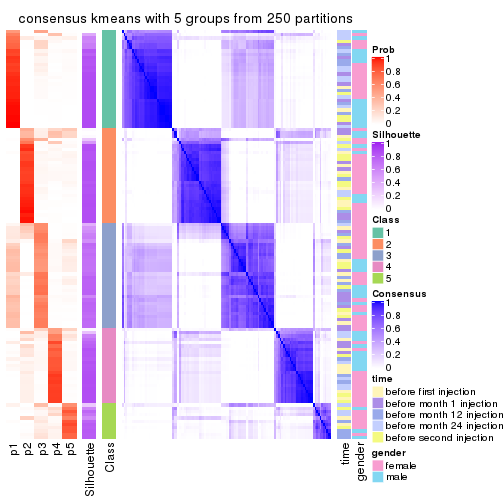 consensus kmeans with 5 groups from 250 partitions
Prob
1
0.8
0.6
0.4
0.2
0
Silhouette
1
0.8
0.6
0.4
0.2
0
Class
1
2
3
4
5
Consensus
1
0.8
0.6
0.4
0.2
0
time
before first injection
before month 1 injection
before month 12 injection
before month 24 injection
before second injection
gender
female
male
p1
p2
p3
p4
p5
Silhouette
Class
time
gender